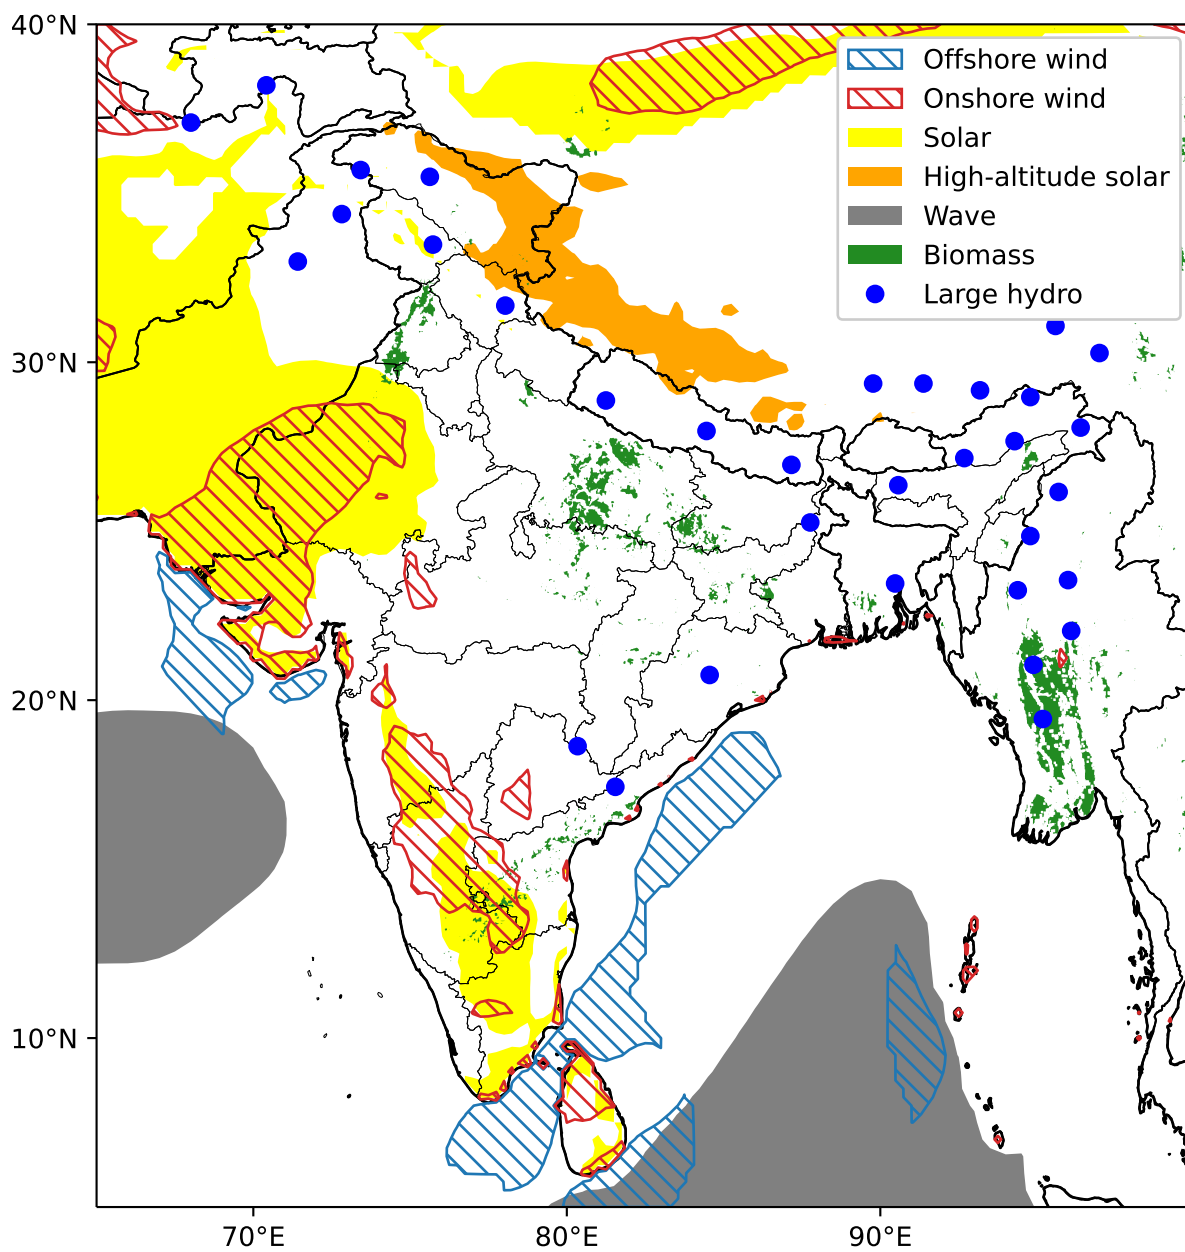 40°N
30°N
20°N
10°N
70°E
80°E
90°E
Offshore wind
Onshore wind
Solar
High-altitude solar
Wave
Biomass
Large hydro